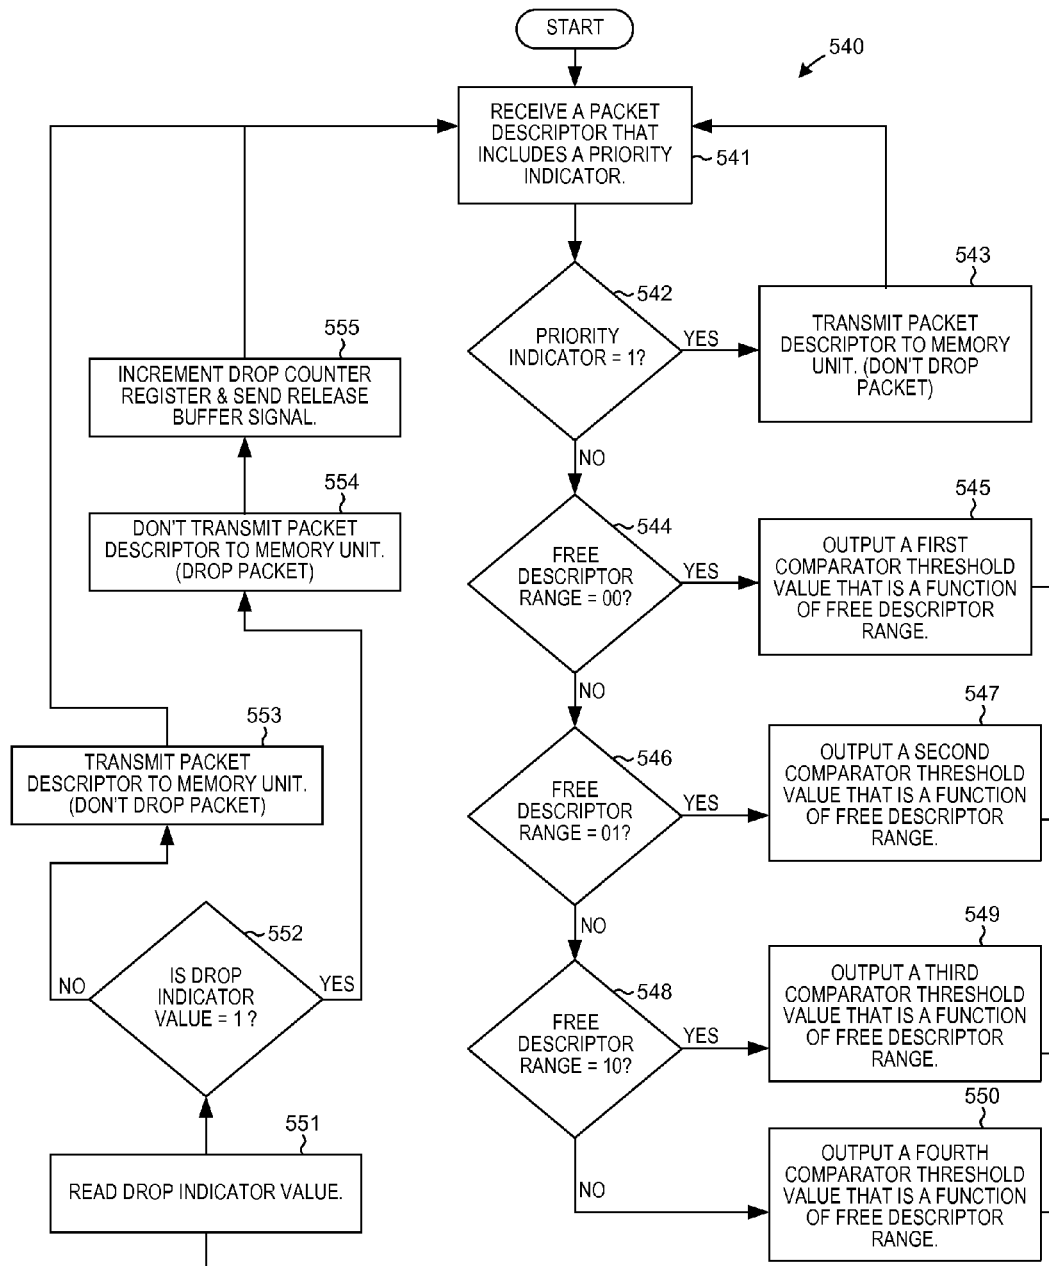 START
540
RECEIVE A PACKET
DESCRIPTOR THAT
INCLUDES A PRIORITY
INDICATOR.
541
542
PRIORITY
INDICATOR = 1?
YES
NO
543
TRANSMIT PACKET
DESCRIPTOR TO MEMORY
UNIT. (DON'T DROP
PACKET)
544
FREE
DESCRIPTOR
RANGE = 00?
YES
NO
545
OUTPUT A FIRST
COMPARATOR THRESHOLD
VALUE THAT IS A FUNCTION
OF FREE DESCRIPTOR
RANGE.
546
FREE
DESCRIPTOR
RANGE = 01?
YES
NO
547
OUTPUT A SECOND
COMPARATOR THRESHOLD
VALUE THAT IS A FUNCTION
OF FREE DESCRIPTOR
RANGE.
548
FREE
DESCRIPTOR
RANGE = 10?
YES
NO
549
OUTPUT A THIRD
COMPARATOR THRESHOLD
VALUE THAT IS A FUNCTION
OF FREE DESCRIPTOR
RANGE.
550
OUTPUT A FOURTH
COMPARATOR THRESHOLD
VALUE THAT IS A FUNCTION
OF FREE DESCRIPTOR
RANGE.
551
READ DROP INDICATOR VALUE.
552
IS DROP
INDICATOR
VALUE = 1 ?
NO
YES
553
TRANSMIT PACKET
DESCRIPTOR TO MEMORY UNIT.
(DON'T DROP PACKET)
554
DON'T TRANSMIT PACKET
DESCRIPTOR TO MEMORY UNIT.
(DROP PACKET)
555
INCREMENT DROP COUNTER
REGISTER & SEND RELEASE
BUFFER SIGNAL.